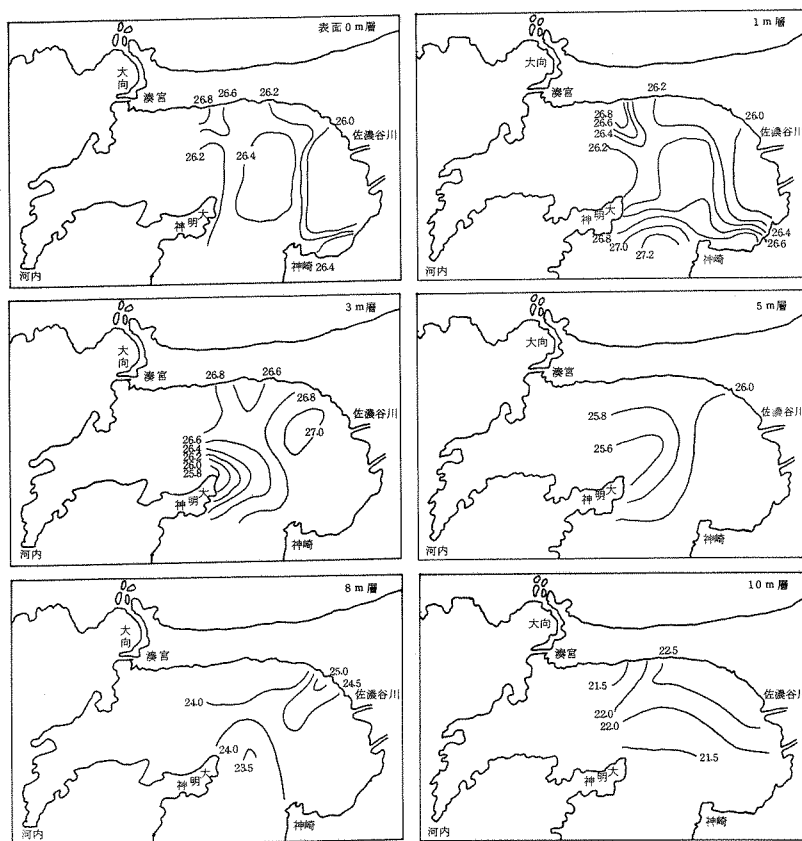 表面0m層
大向
湊宮
26.8
26.6
26.2
26.0
佐濃谷川
26.2
26.4
大明神
神崎
26.4
河内
1m層
大向
湊宮
26.2
26.8
26.6
26.4
26.0
佐濃谷川
26.2
大明神
26.8
27.0
27.2
26.4
26.6
神崎
河内
3m層
大向
湊宮
26.8
26.6
26.8
佐濃谷川
27.0
26.6
26.4
26.2
26.0
25.8
大明神
神崎
河内
5m層
大向
湊宮
26.0
佐濃谷川
25.8
25.6
大明神
神崎
河内
8m層
大向
湊宮
25.0
24.5
佐濃谷川
24.0
24.0
23.5
大明神
神崎
河内
10m層
大向
湊宮
22.5
21.5
佐濃谷川
22.0
22.0
21.5
大明神
神崎
河内